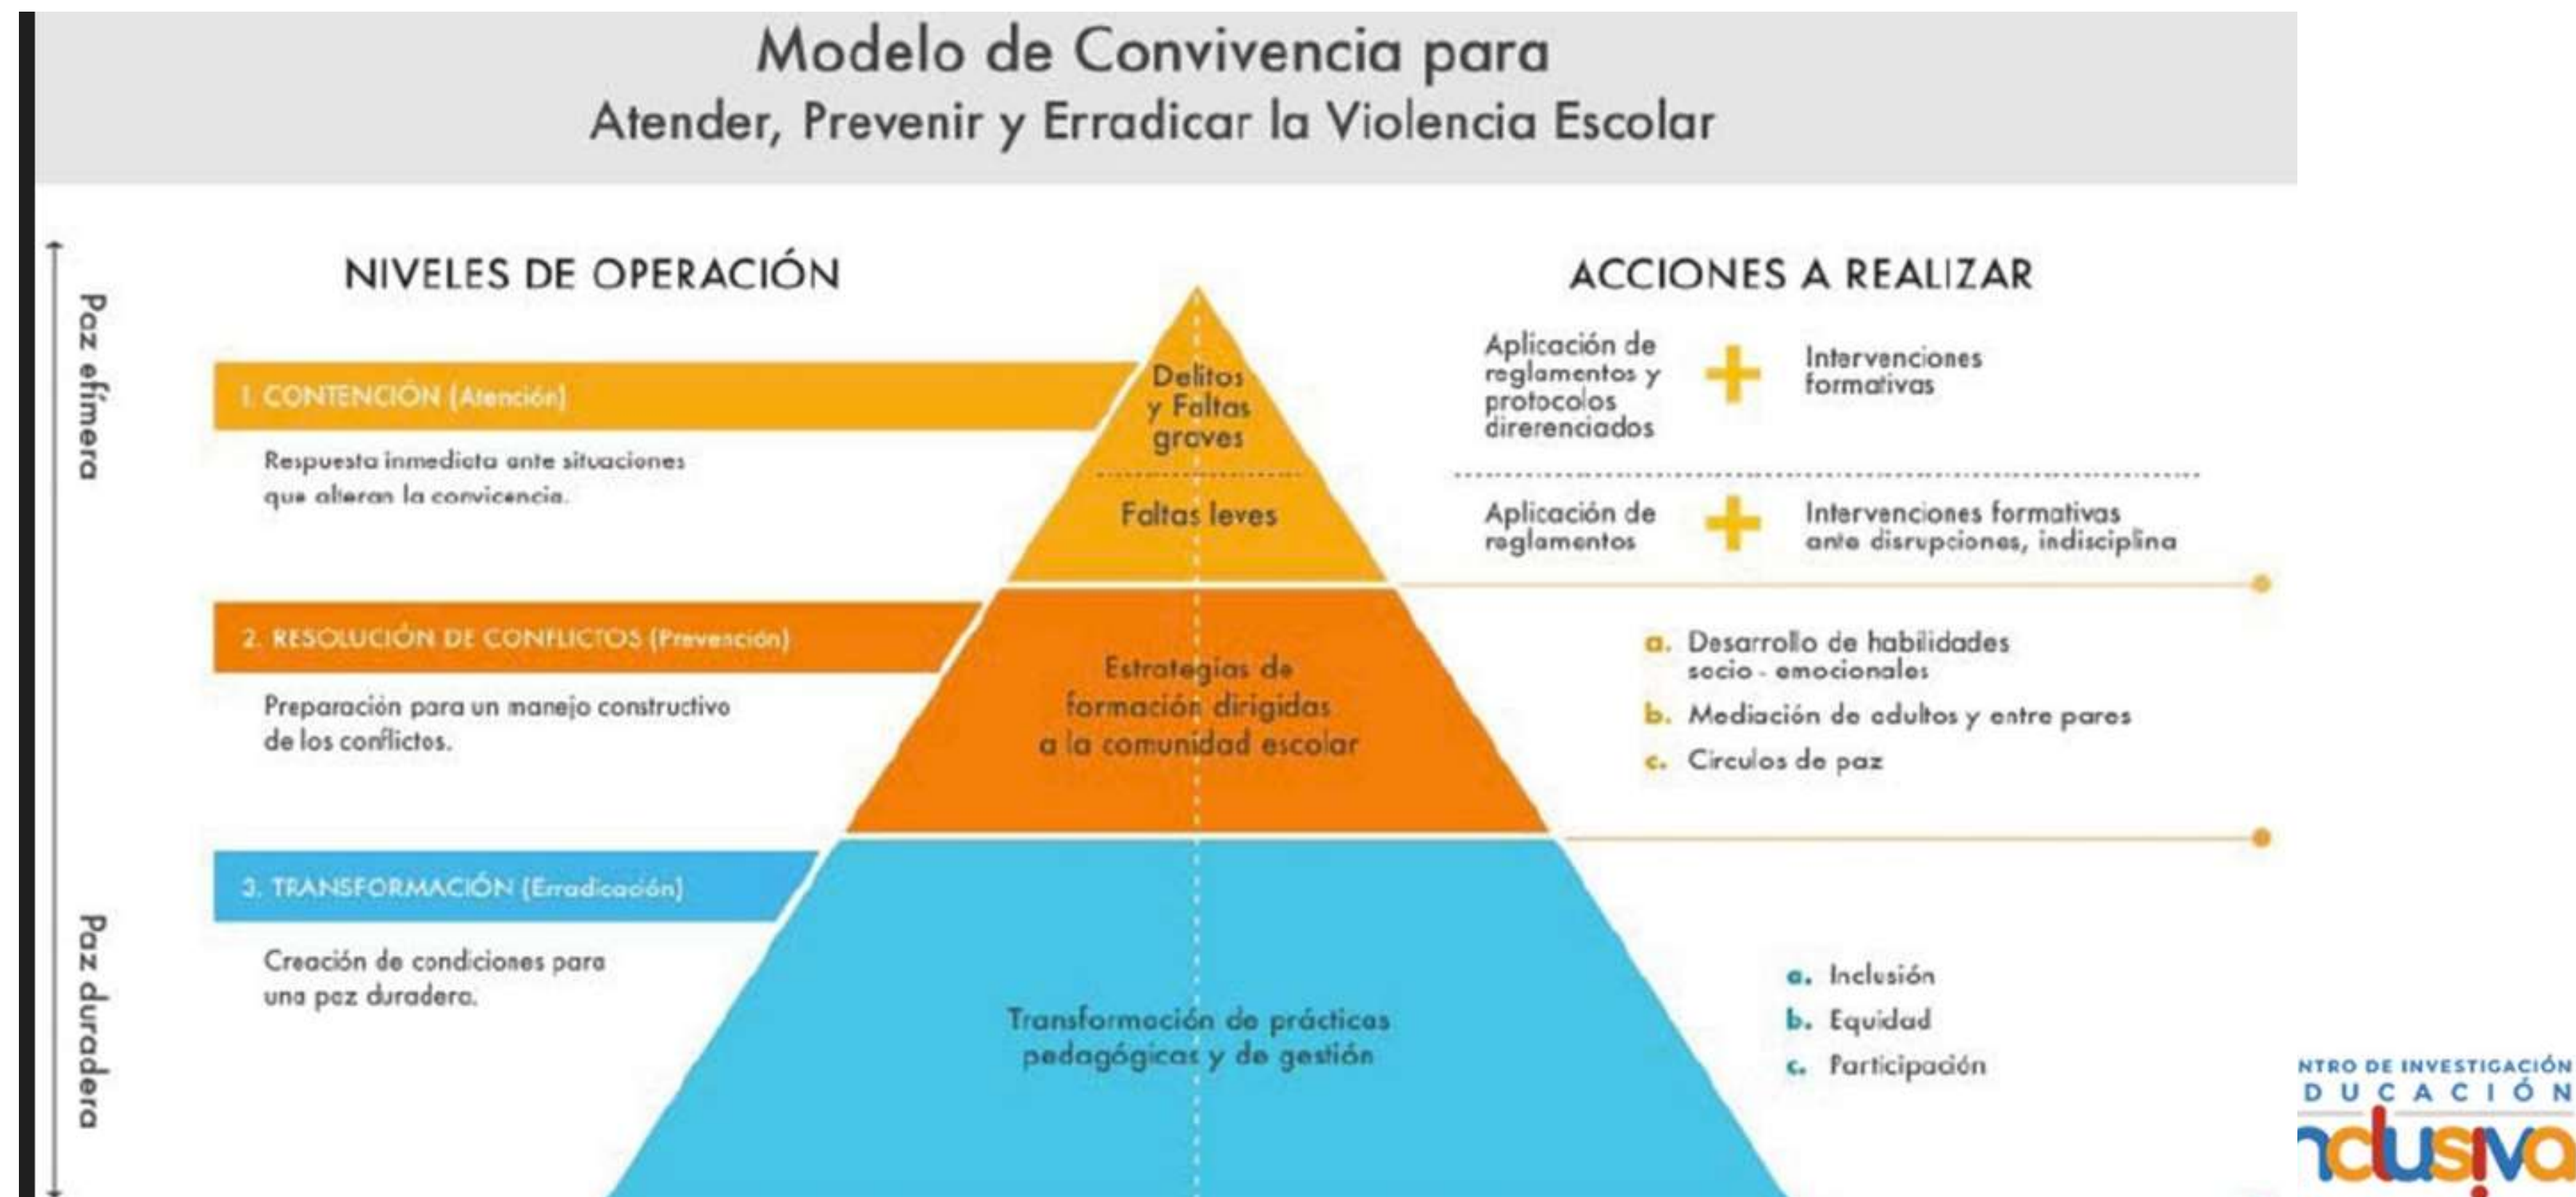 Modelo de Convivencia para
Atender, Prevenir y Erradicar la Violencia Escolar
Paz efímera
Paz duradera
NIVELES DE OPERACIÓN
1. CONTENCIÓN (Atención)
Respuesta inmediata ante situaciones
que alteran la convicencia.
2. RESOLUCIÓN DE CONFLICTOS (Prevención)
Preparación para un manejo constructivo
de los conflictos.
3. TRANSFORMACIÓN (Erradicación)
Creación de condiciones para
una paz duradera.
Delitos
y Faltas
graves
Faltas leves
Estrategias de
formación dirigidas
a la comunidad escolar
Transformación de prácticas
pedagógicas y de gestión
ACCIONES A REALIZAR
Aplicación de
reglamentos y
protocolos
direrenciados
+
Intervenciones
formativas
Aplicación de
reglamentos
+
Intervenciones formativas
ante disrupciones, indisciplina
a. Desarrollo de habilidades
socio - emocionales
b. Mediación de adultos y entre pares
c. Circulos de paz
a. Inclusión
b. Equidad
c. Participación
NTRO DE INVESTIGACIÓN
DUCACIÓN
nclusiva